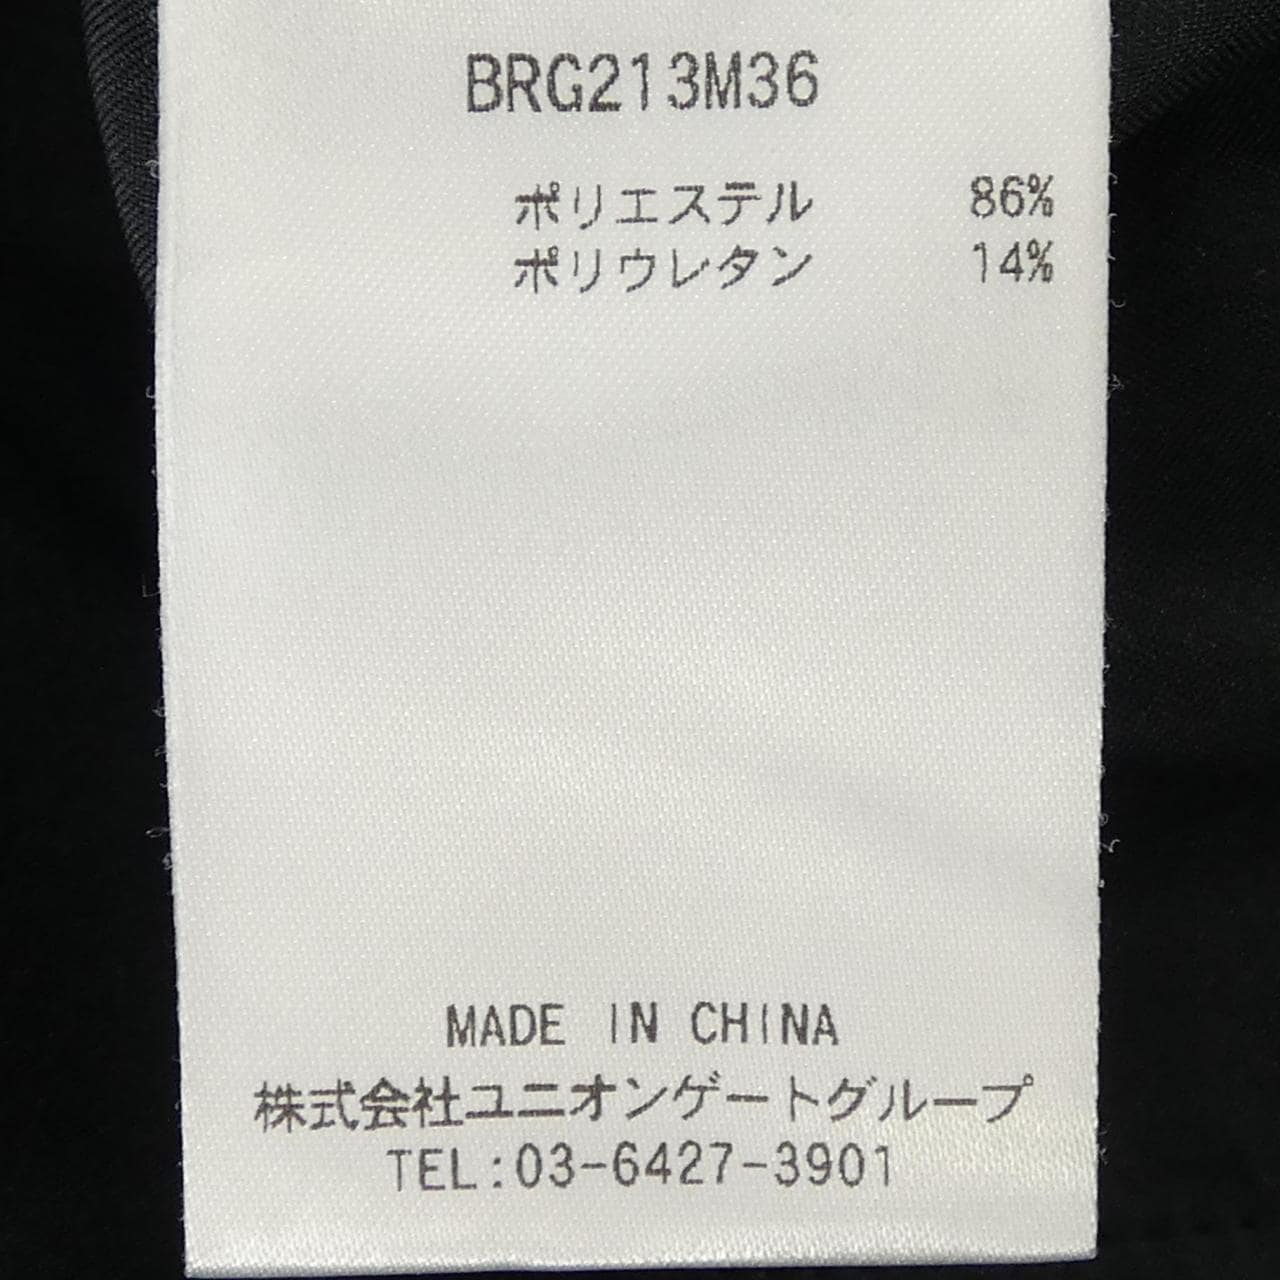 BRG213M36
ポリエステル 86%
ポリウレタン 14%
MADE IN CHINA
株式会社ユニオンゲートグループ
TEL:03-6427-3901